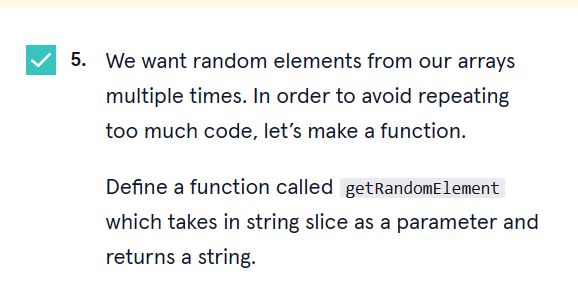 5. We want random elements from our arrays
multiple times. In order to avoid repeating
too much code, let’s make a function.
Define a function called getRandomElement
which takes in string slice as a parameter and
returns a string.